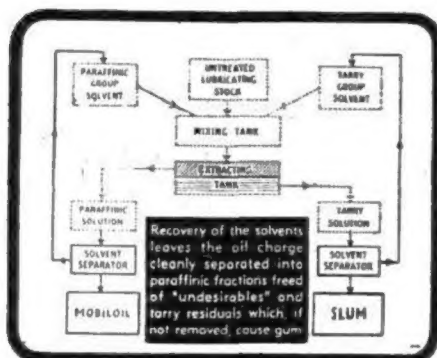 PARAFFINIC
GROUP
SOLVENT
UNTREATED
LUBRICATING
STOCK
TARRY
GROUP
SOLVENT
MIXING TANK
EXTRACTING
TANK
PARAFFINIC
SOLUTION
TARRY
SOLUTION
SOLVENT
SEPARATOR
SOLVENT
SEPARATOR
MOBILOIL
SLUM
Recovery of the solvents
leaves the oil charge
cleanly separated into
paraffinic fractions freed
of "undesirables" and
tarry residuals which, if
not removed, cause gum